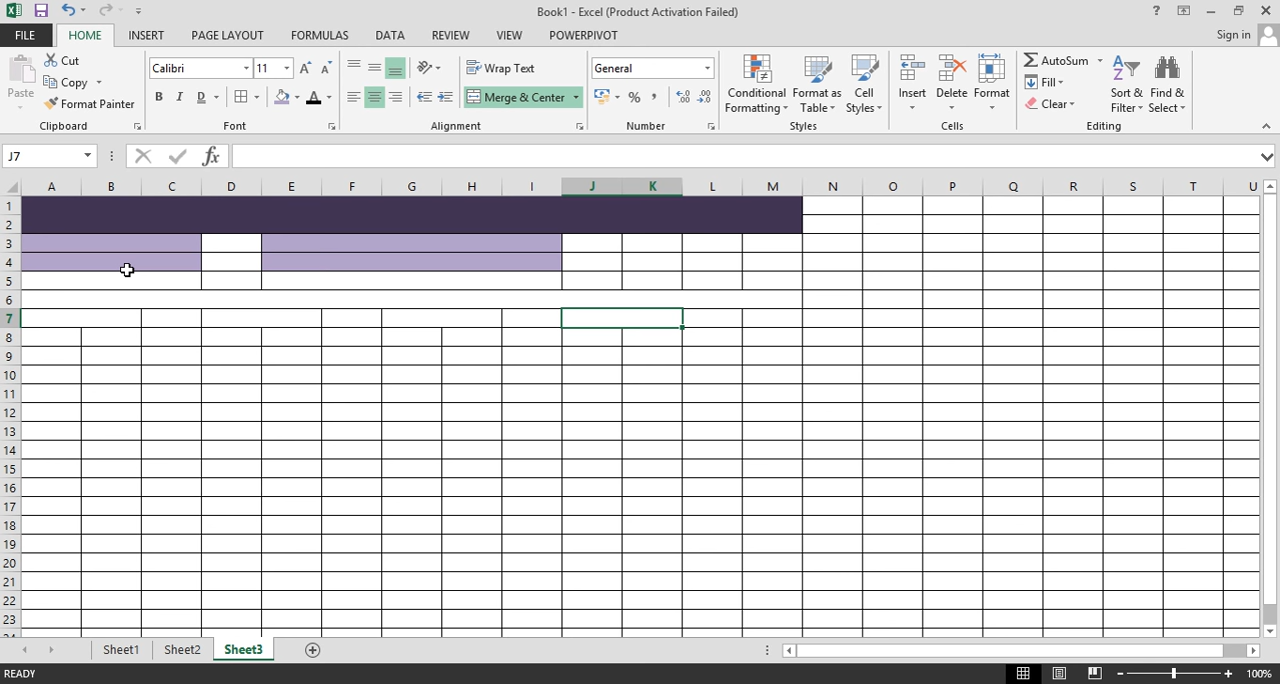 Book1 - Excel (Product Activation Failed)
?
FILE HOME INSERT PAGE LAYOUT FORMULAS DATA REVIEW VIEW POWERPIVOT Sign in
Paste Cut Copy Format Painter
Calibri 11 A A
B I D A
Wrap Text Merge & Center
General
% ,
Conditional Formatting Format as Table Cell Styles
Insert Delete Format
AutoSum Fill Clear
Sort & Filter Find & Select
Clipboard Font Alignment Number Styles Cells Editing
J7 fx
A B C D E F G H I J K L M N O P Q R S T U
1
2
3
4
5
6
7
8
9
10
11
12
13
14
15
16
17
18
19
20
21
22
23
24
Sheet1 Sheet2 Sheet3
READY 100%